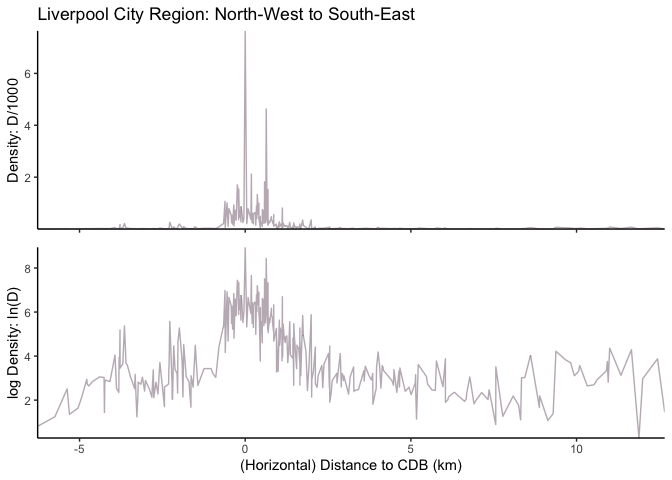 Liverpool City Region: North-West to South-East
Density: D/1000
6
4
2
log Density: ln(D)
8
6
4
2
-5
0
5
10
(Horizontal) Distance to CDB (km)